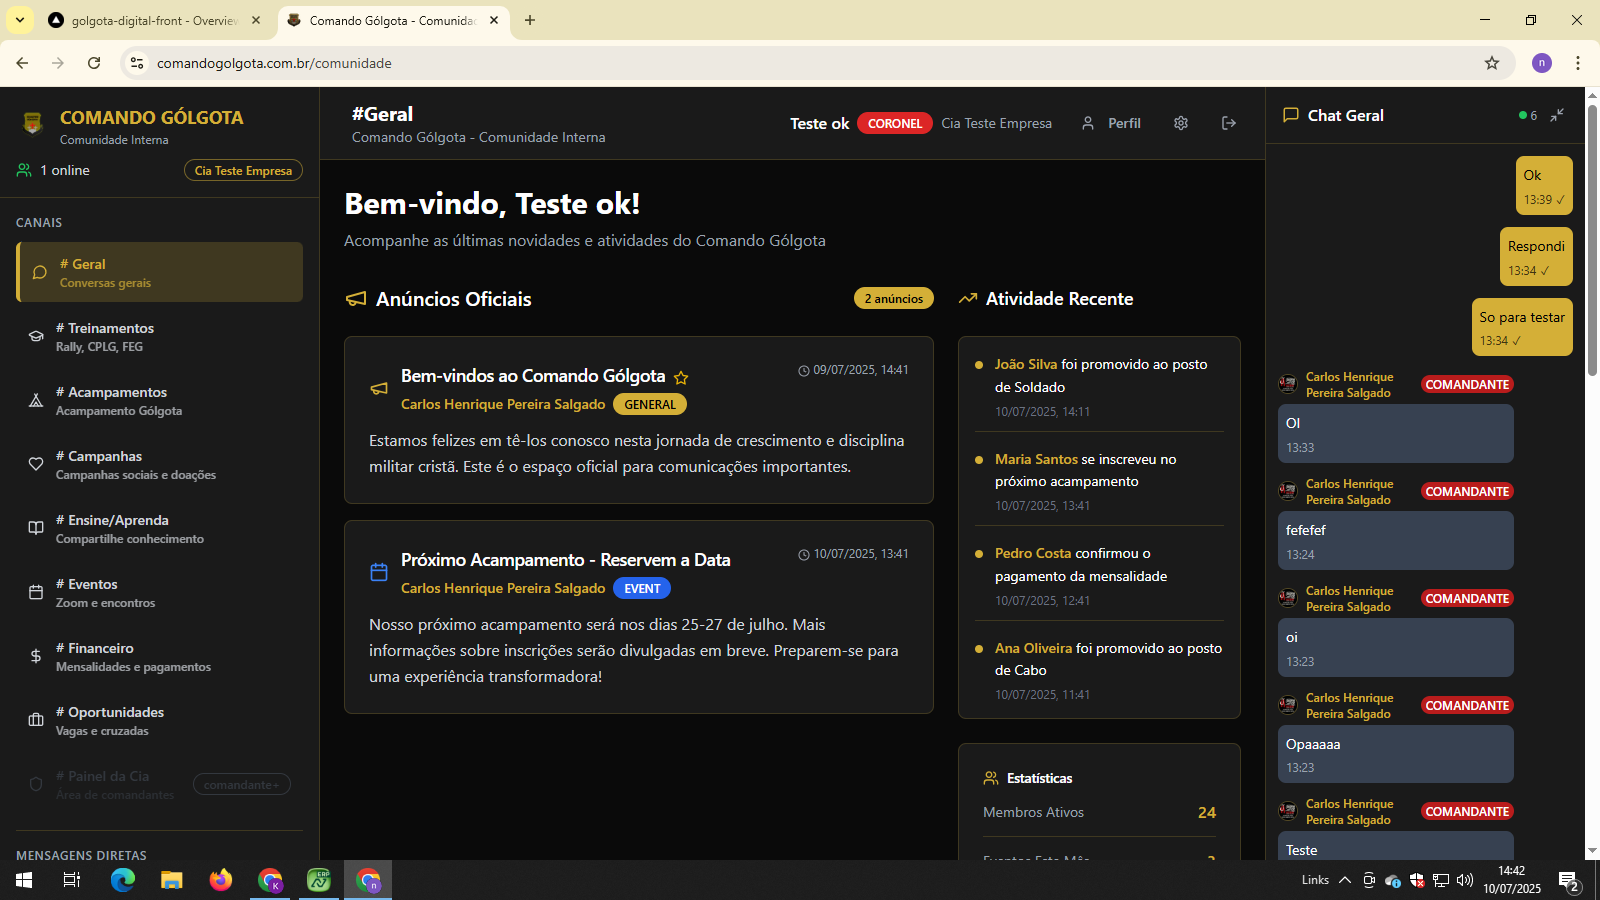 golgota-digital-front - Overview
Comando Gólgota - Comunidad
comandogolgota.com.br/comunidade
n
COMANDO GÓLGOTA
Comunidade Interna
1 online
Cia Teste Empresa
CANAIS
# Geral
Conversas gerais
# Treinamentos
Rally, CPLG, FEG
# Acampamentos
Acampamento Gólgota
# Campanhas
Campanhas sociais e doações
# Ensine/Aprenda
Compartilhe conhecimento
# Eventos
Zoom e encontros
# Financeiro
Mensalidades e pagamentos
# Oportunidades
Vagas e cruzadas
# Painel da Cia
Área de comandantes
comandante+
MENSAGENS DIRETAS
#Geral
Comando Gólgota - Comunidade Interna
Teste ok CORONEL Cia Teste Empresa Perfil
Bem-vindo, Teste ok!
Acompanhe as últimas novidades e atividades do Comando Gólgota
Anúncios Oficiais
2 anúncios
Bem-vindos ao Comando Gólgota
09/07/2025, 14:41
Carlos Henrique Pereira Salgado GENERAL
Estamos felizes em tê-los conosco nesta jornada de crescimento e disciplina
militar cristã. Este é o espaço oficial para comunicações importantes.
Próximo Acampamento - Reservem a Data
10/07/2025, 13:41
Carlos Henrique Pereira Salgado EVENT
Nosso próximo acampamento será nos dias 25-27 de julho. Mais
informações sobre inscrições serão divulgadas em breve. Preparem-se para
uma experiência transformadora!
Atividade Recente
João Silva foi promovido ao posto
de Soldado
10/07/2025, 14:11
Maria Santos se inscreveu no
próximo acampamento
10/07/2025, 13:41
Pedro Costa confirmou o
pagamento da mensalidade
10/07/2025, 12:41
Ana Oliveira foi promovido ao posto
de Cabo
10/07/2025, 11:41
Estatísticas
Membros Ativos 24
Eventos Este Mês
Chat Geral
6
Ok
13:39 ✓
Respondi
13:34 ✓
So para testar
13:34 ✓
Carlos Henrique
Pereira Salgado
COMANDANTE
OI
13:33
Carlos Henrique
Pereira Salgado
COMANDANTE
fefefef
13:24
Carlos Henrique
Pereira Salgado
COMANDANTE
oi
13:23
Carlos Henrique
Pereira Salgado
COMANDANTE
Opaaaaa
13:23
Carlos Henrique
Pereira Salgado
COMANDANTE
Teste
K
ERP
n
Links
14:42
10/07/2025
2